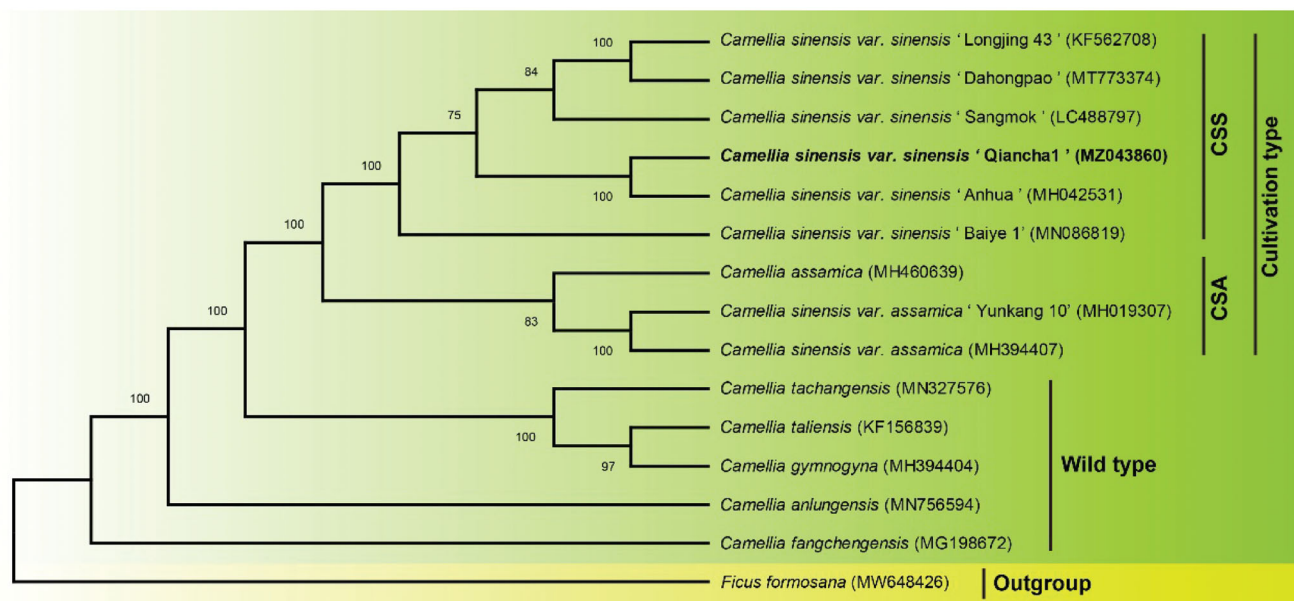 100
Camellia sinensis var. sinensis ‘ Longjing 43 ’ (KF562708)
84
Camellia sinensis var. sinensis ‘ Dahongpao ’ (MT773374)
75
Camellia sinensis var. sinensis ‘ Sangmok ’ (LC488797)
100
Camellia sinensis var. sinensis ‘ Qiancha1 ’ (MZ043860)
100
Camellia sinensis var. sinensis ‘ Anhua ’ (MH042531)
100
Camellia sinensis var. sinensis ‘ Baiye 1’ (MN086819)
CSS
Camellia assamica (MH460639)
83
Camellia sinensis var. assamica ‘ Yunkang 10’ (MH019307)
100
100
Camellia sinensis var. assamica (MH394407)
CSA
Cultivation type
Camellia tachangensis (MN327576)
100
100
Camellia taliensis (KF156839)
97
Camellia gymnogyna (MH394404)
Wild type
Camellia anlungensis (MN756594)
Camellia fangchengensis (MG198672)
Ficus formosana (MW648426)
Outgroup